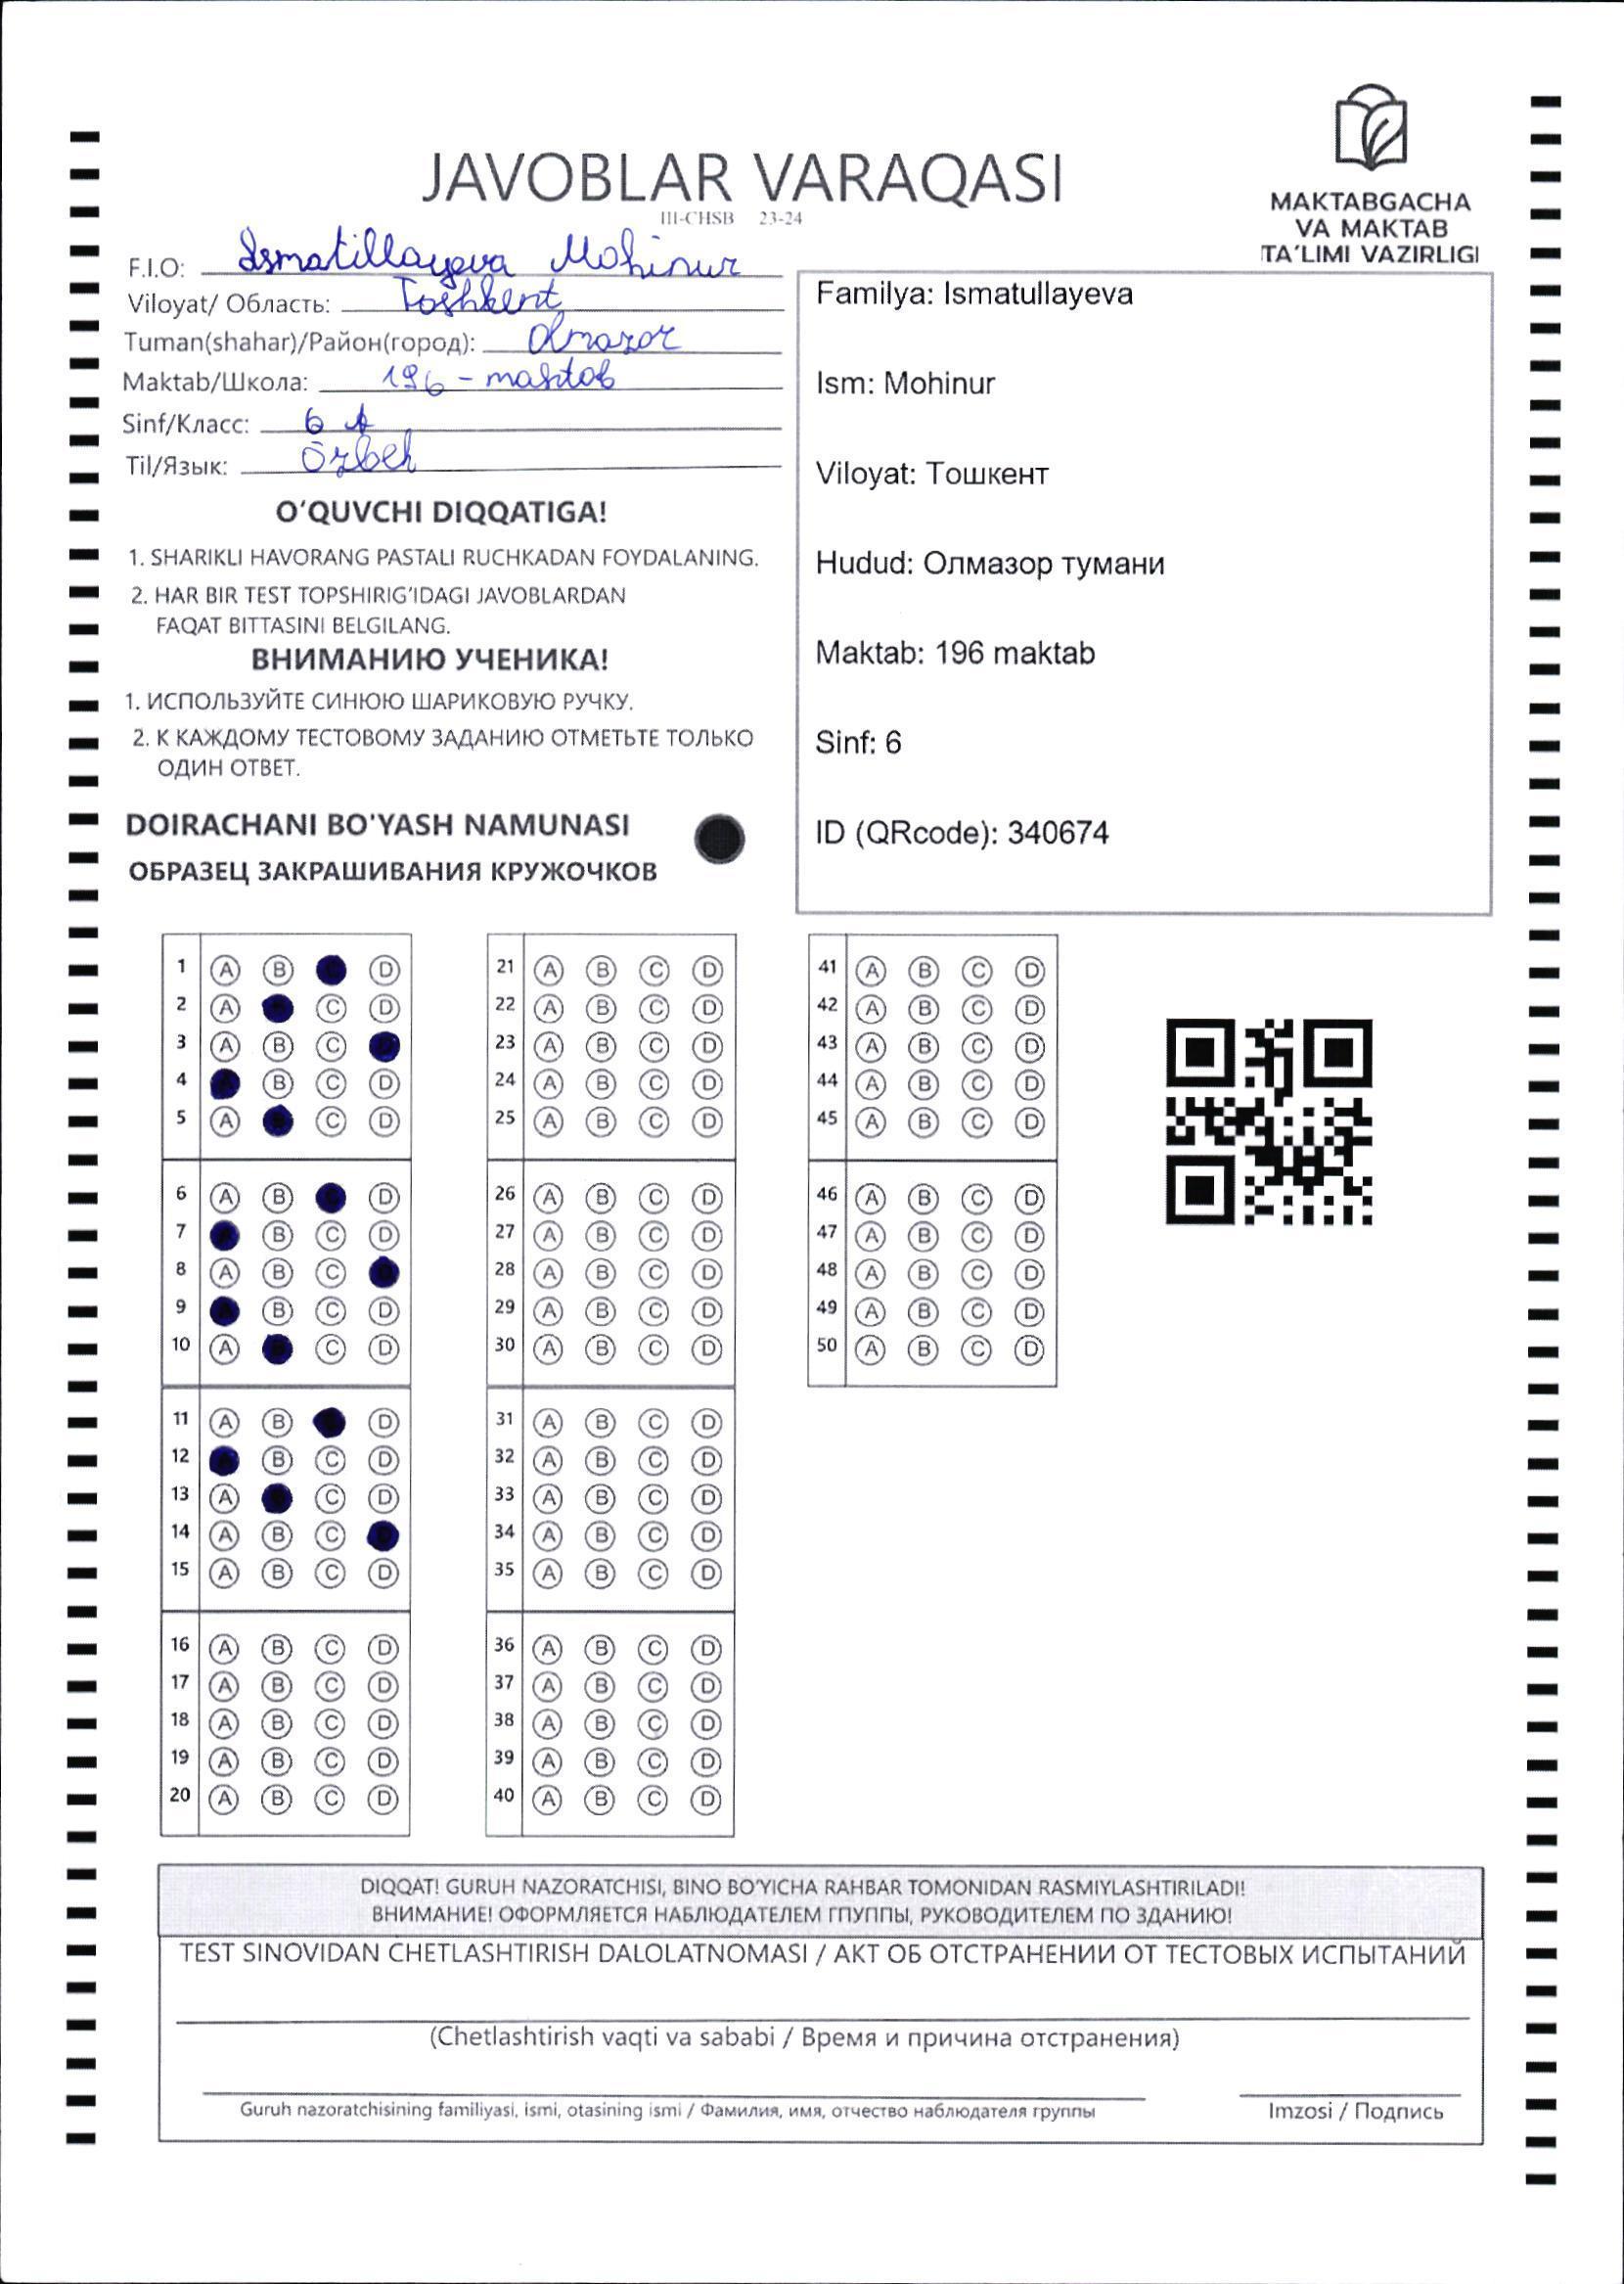 JAVOBLAR VARAQASI
III-CHSB 23-24
MAKTABGACHA
VA MAKTAB
TA'LIMI VAZIRLIGI
F.I.O: Ismatillayeva Mohinur
Viloyat/ Область: Toshkent
Tuman(shahar)/Район(город): Olmazor
Maktab/Школа: 196 - maktab
Sinf/Класс: 6 A
Til/Язык: Özbek
O'QUVCHI DIQQATIGA!
1. SHARIKLI HAVORANG PASTALI RUCHKADAN FOYDALANING.
2. HAR BIR TEST TOPSHIRIG'IDAGI JAVOBLARDAN
FAQAT BITTASINI BELGILANG.
ВНИМАНИЮ УЧЕНИКА!
1. ИСПОЛЬЗУЙТЕ СИНЮЮ ШАРИКОВУЮ РУЧКУ.
2. К КАЖДОМУ ТЕСТОВОМУ ЗАДАНИЮ ОТМЕТЬТЕ ТОЛЬКО
ОДИН ОТВЕТ.
DOIRACHANI BO'YASH NAMUNASI
ОБРАЗЕЦ ЗАКРАШИВАНИЯ КРУЖОЧКОВ
Familya: Ismatullayeva
Ism: Mohinur
Viloyat: Тошкент
Hudud: Олмазор тумани
Maktab: 196 maktab
Sinf: 6
ID (QRcode): 340674
1 A B D
2 A C D
3 A B C
4 B C D
5 A C D
6 A B D
7 B C D
8 A B C
9 B C D
10 A C D
11 A B D
12 B C D
13 A C D
14 A B C
15 A B C D
16 A B C D
17 A B C D
18 A B C D
19 A B C D
20 A B C D
21 A B C D
22 A B C D
23 A B C D
24 A B C D
25 A B C D
26 A B C D
27 A B C D
28 A B C D
29 A B C D
30 A B C D
31 A B C D
32 A B C D
33 A B C D
34 A B C D
35 A B C D
36 A B C D
37 A B C D
38 A B C D
39 A B C D
40 A B C D
41 A B C D
42 A B C D
43 A B C D
44 A B C D
45 A B C D
46 A B C D
47 A B C D
48 A B C D
49 A B C D
50 A B C D
DIQQAT! GURUH NAZORATCHISI, BINO BO'YICHA RAHBAR TOMONIDAN RASMIYLASHTIRILADI!
ВНИМАНИЕ! ОФОРМЛЯЕТСЯ НАБЛЮДАТЕЛЕМ ГПУППЫ, РУКОВОДИТЕЛЕМ ПО ЗДАНИЮ!
TEST SINOVIDAN CHETLASHTIRISH DALOLATNOMASI / АКТ ОБ ОТСТРАНЕНИИ ОТ ТЕСТОВЫХ ИСПЫТАНИЙ
(Chetlashtirish vaqti va sababi / Время и причина отстранения)
Guruh nazoratchisining familiyasi, ismi, otasining ismi / Фамилия, имя, отчество наблюдателя группы
Imzosi / Подпись